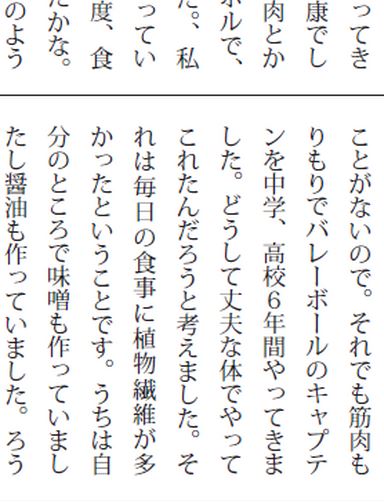 ってき
康でし
肉とか
ボルで、
た。、私
ってい
度、食
たかな。
のよう
ことがないので。それでも筋肉も
りもりでバレーボールのキャプテ
ンを中学、高校６年間やってきま
した。どうして丈夫な体でやって
これたんだろうと考えました。そ
れは毎日の食事に植物繊維が多
かったということです。うちは自
分のところで味噌も作っていまし
たし醤油も作っていました。ろう